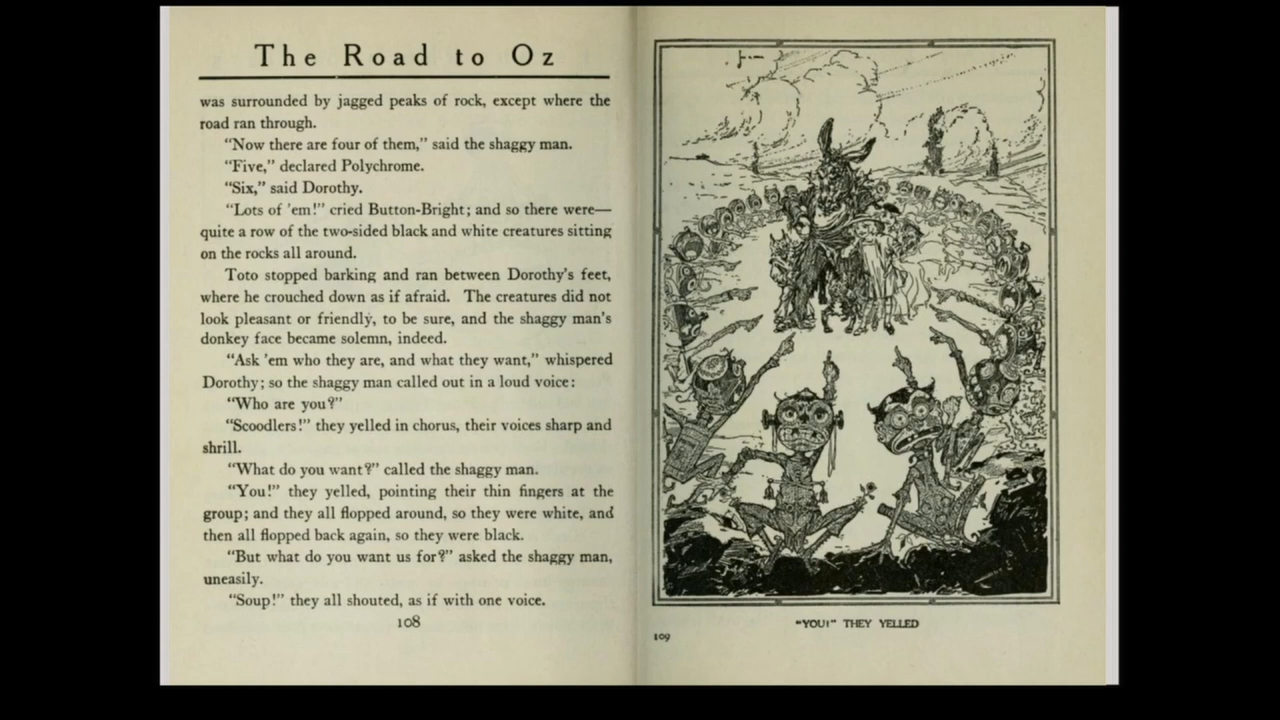 The Road to Oz
was surrounded by jagged peaks of rock, except where the
road ran through.
"Now there are four of them," said the shaggy man.
"Five," declared Polychrome.
"Six," said Dorothy.
"Lots of 'em!" cried Button-Bright; and so there were—
quite a row of the two-sided black and white creatures sitting
on the rocks all around.
Toto stopped barking and ran between Dorothy's feet,
where he crouched down as if afraid. The creatures did not
look pleasant or friendly, to be sure, and the shaggy man's
donkey face became solemn, indeed.
"Ask 'em who they are, and what they want," whispered
Dorothy; so the shaggy man called out in a loud voice:
"Who are you?"
"Scoodlers!" they yelled in chorus, their voices sharp and
shrill.
"What do you want?" called the shaggy man.
"You!" they yelled, pointing their thin fingers at the
group; and they all flopped around, so they were white, and
then all flopped back again, so they were black.
"But what do you want us for?" asked the shaggy man,
uneasily.
"Soup!" they all shouted, as if with one voice.
108
"YOU!" THEY YELLED
109